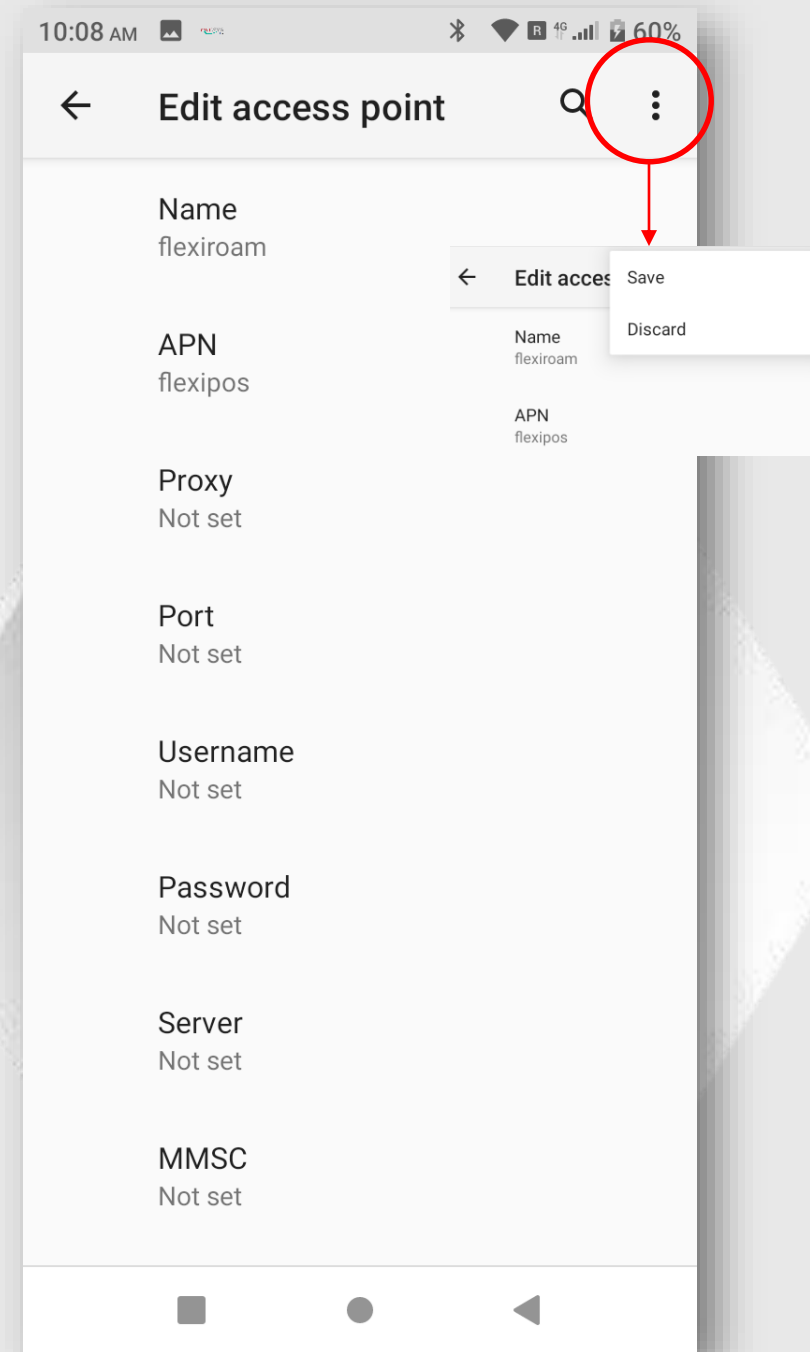 10:08 AM
R 4G 60%
Edit access point
Name
flexiroam
APN
flexipos
Proxy
Not set
Port
Not set
Username
Not set
Password
Not set
Server
Not set
MMSC
Not set
Edit acces
Save
Discard
Name
flexiroam
APN
flexipos